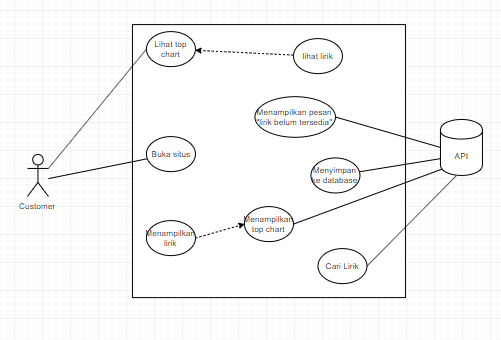 Lihat top
chart
lihat lirik
Menampilkan pesan
"lirik belum tersedia"
API
Buka situs
Menyimpan
ke database
Customer
Menampilkan
lirik
Menampilkan
top chart
Cari Lirik